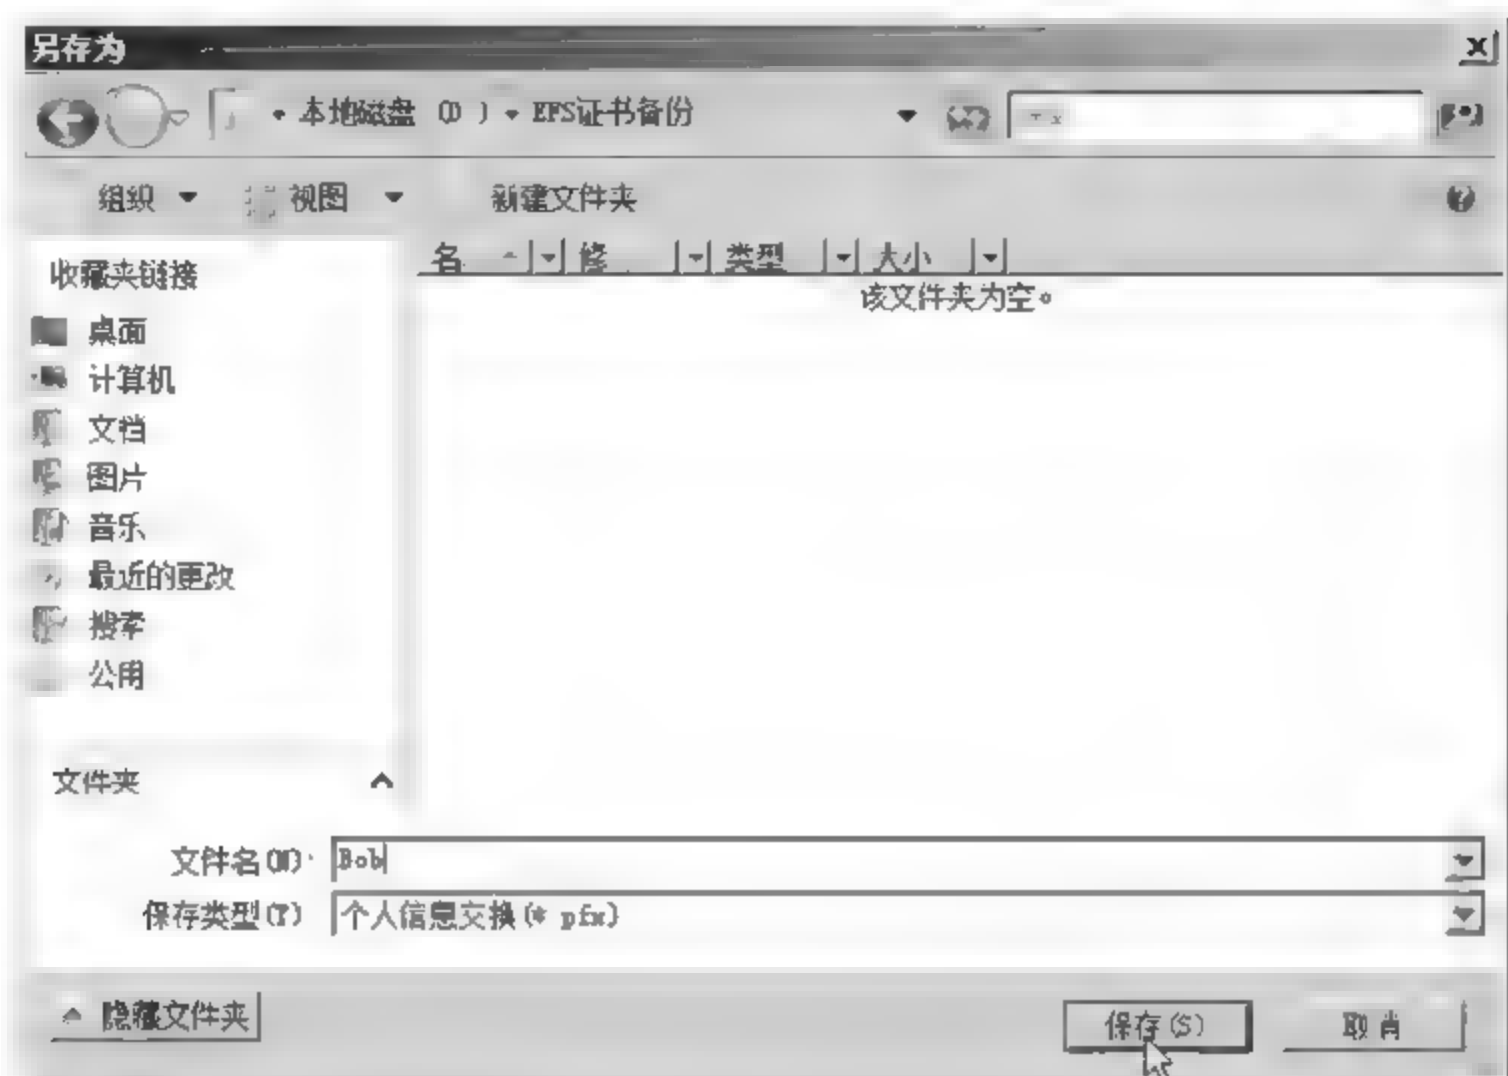 另存为
本地磁盘 (D ) EFS证书备份
组织 视图 新建文件夹
收藏夹链接
名 修 类型 大小
该文件夹为空。
桌面
计算机
文档
图片
音乐
最近的更改
搜索
公用
文件夹
文件名(N): Bob
保存类型(T) 个人信息交换(* pfx)
隐藏文件夹
保存(S)
取消